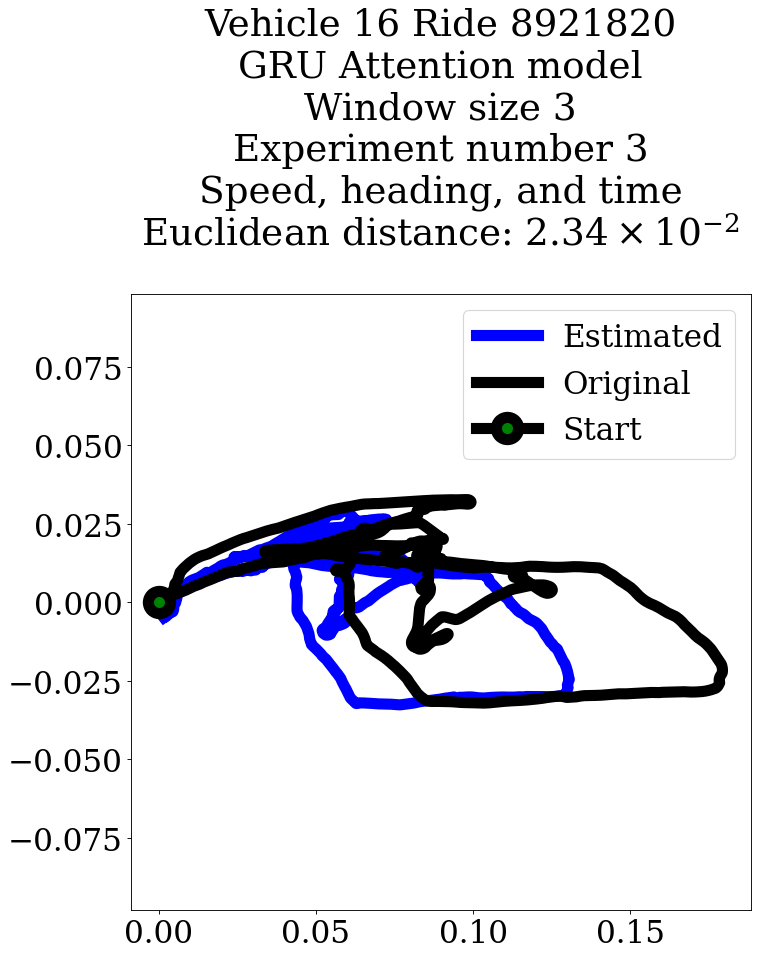 Vehicle 16 Ride 8921820
GRU Attention model
Window size 3
Experiment number 3
Speed, heading, and time
Euclidean distance: 2.34 × 10⁻²
Estimated
Original
Start
0.075
0.050
0.025
0.000
−0.025
−0.050
−0.075
0.00 0.05 0.10 0.15